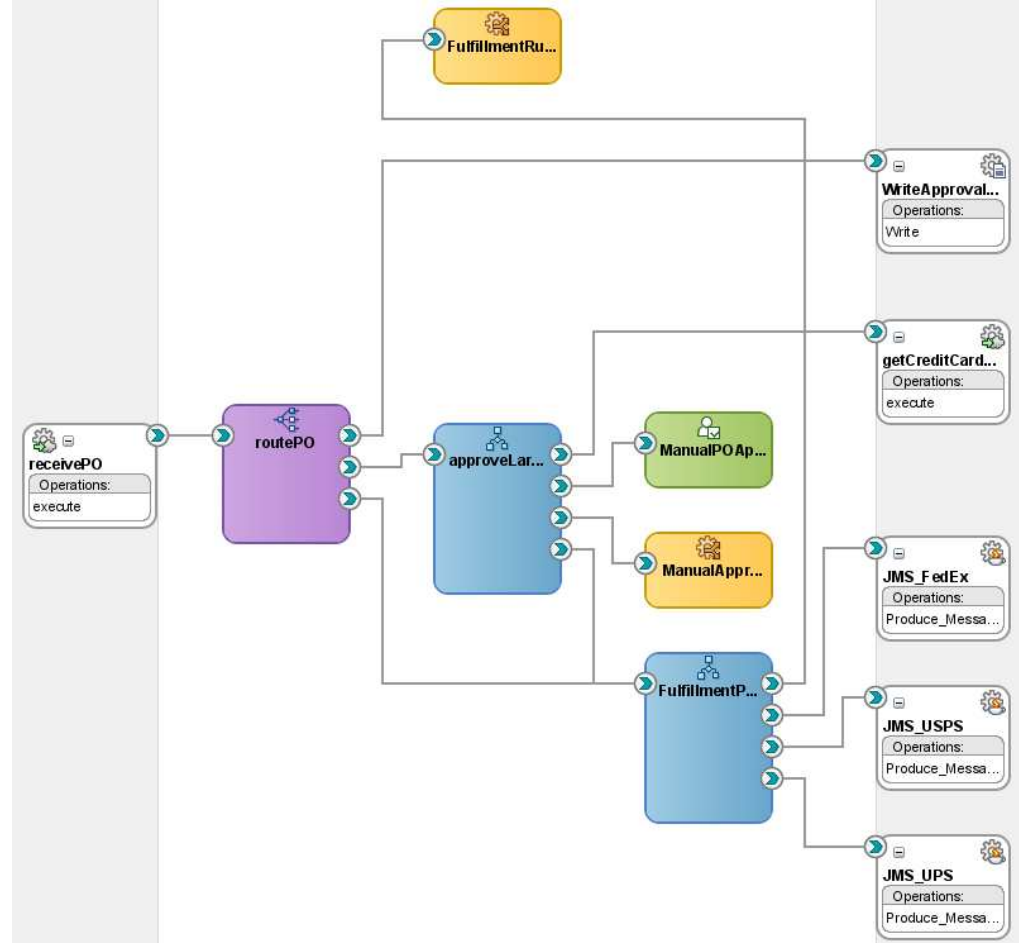 FulfillmentRu...
WriteApproval...
Operations:
Write
getCreditCard...
Operations:
execute
receivePO
Operations:
execute
routePO
approveLar...
ManualPOAp...
ManualAppr...
FulfillmentP...
JMS_FedEx
Operations:
Produce_Messa...
JMS_USPS
Operations:
Produce_Messa...
JMS_UPS
Operations:
Produce_Messa...